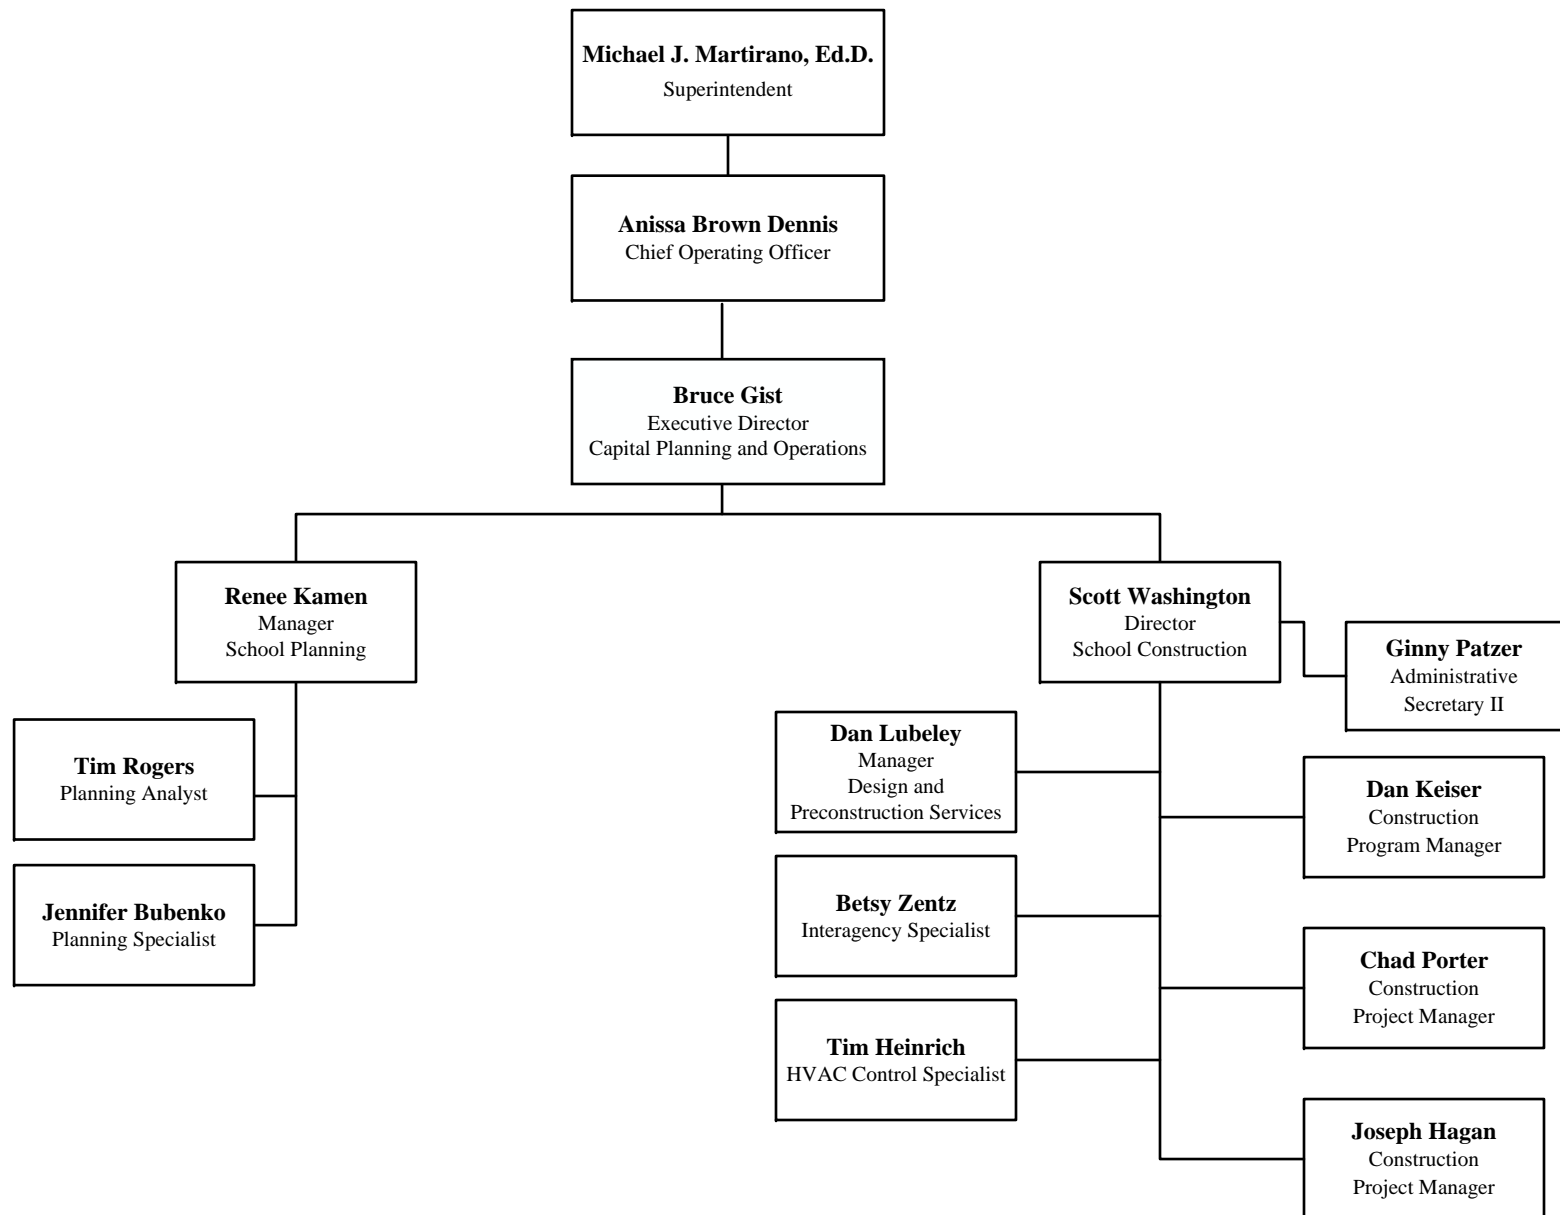 Michael J. Martirano, Ed.D.
Superintendent
Anissa Brown Dennis
Chief Operating Officer
Bruce Gist
Executive Director
Capital Planning and Operations
Renee Kamen
Manager
School Planning
Tim Rogers
Planning Analyst
Jennifer Bubenko
Planning Specialist
Scott Washington
Director
School Construction
Ginny Patzer
Administrative
Secretary II
Dan Lubeley
Manager
Design and
Preconstruction Services
Betsy Zentz
Interagency Specialist
Tim Heinrich
HVAC Control Specialist
Dan Keiser
Construction
Program Manager
Chad Porter
Construction
Project Manager
Joseph Hagan
Construction
Project Manager